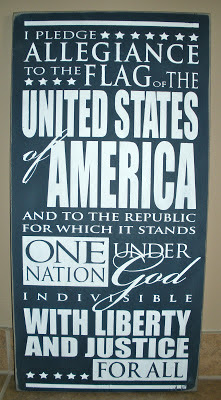 I PLEDGE
ALLEGIANCE
TO THE FLAG OF THE
UNITED STATES
of AMERICA
AND TO THE REPUBLIC
FOR WHICH IT STANDS
ONE NATION UNDER God
INDIVISIBLE
WITH LIBERTY
AND JUSTICE
FOR ALL